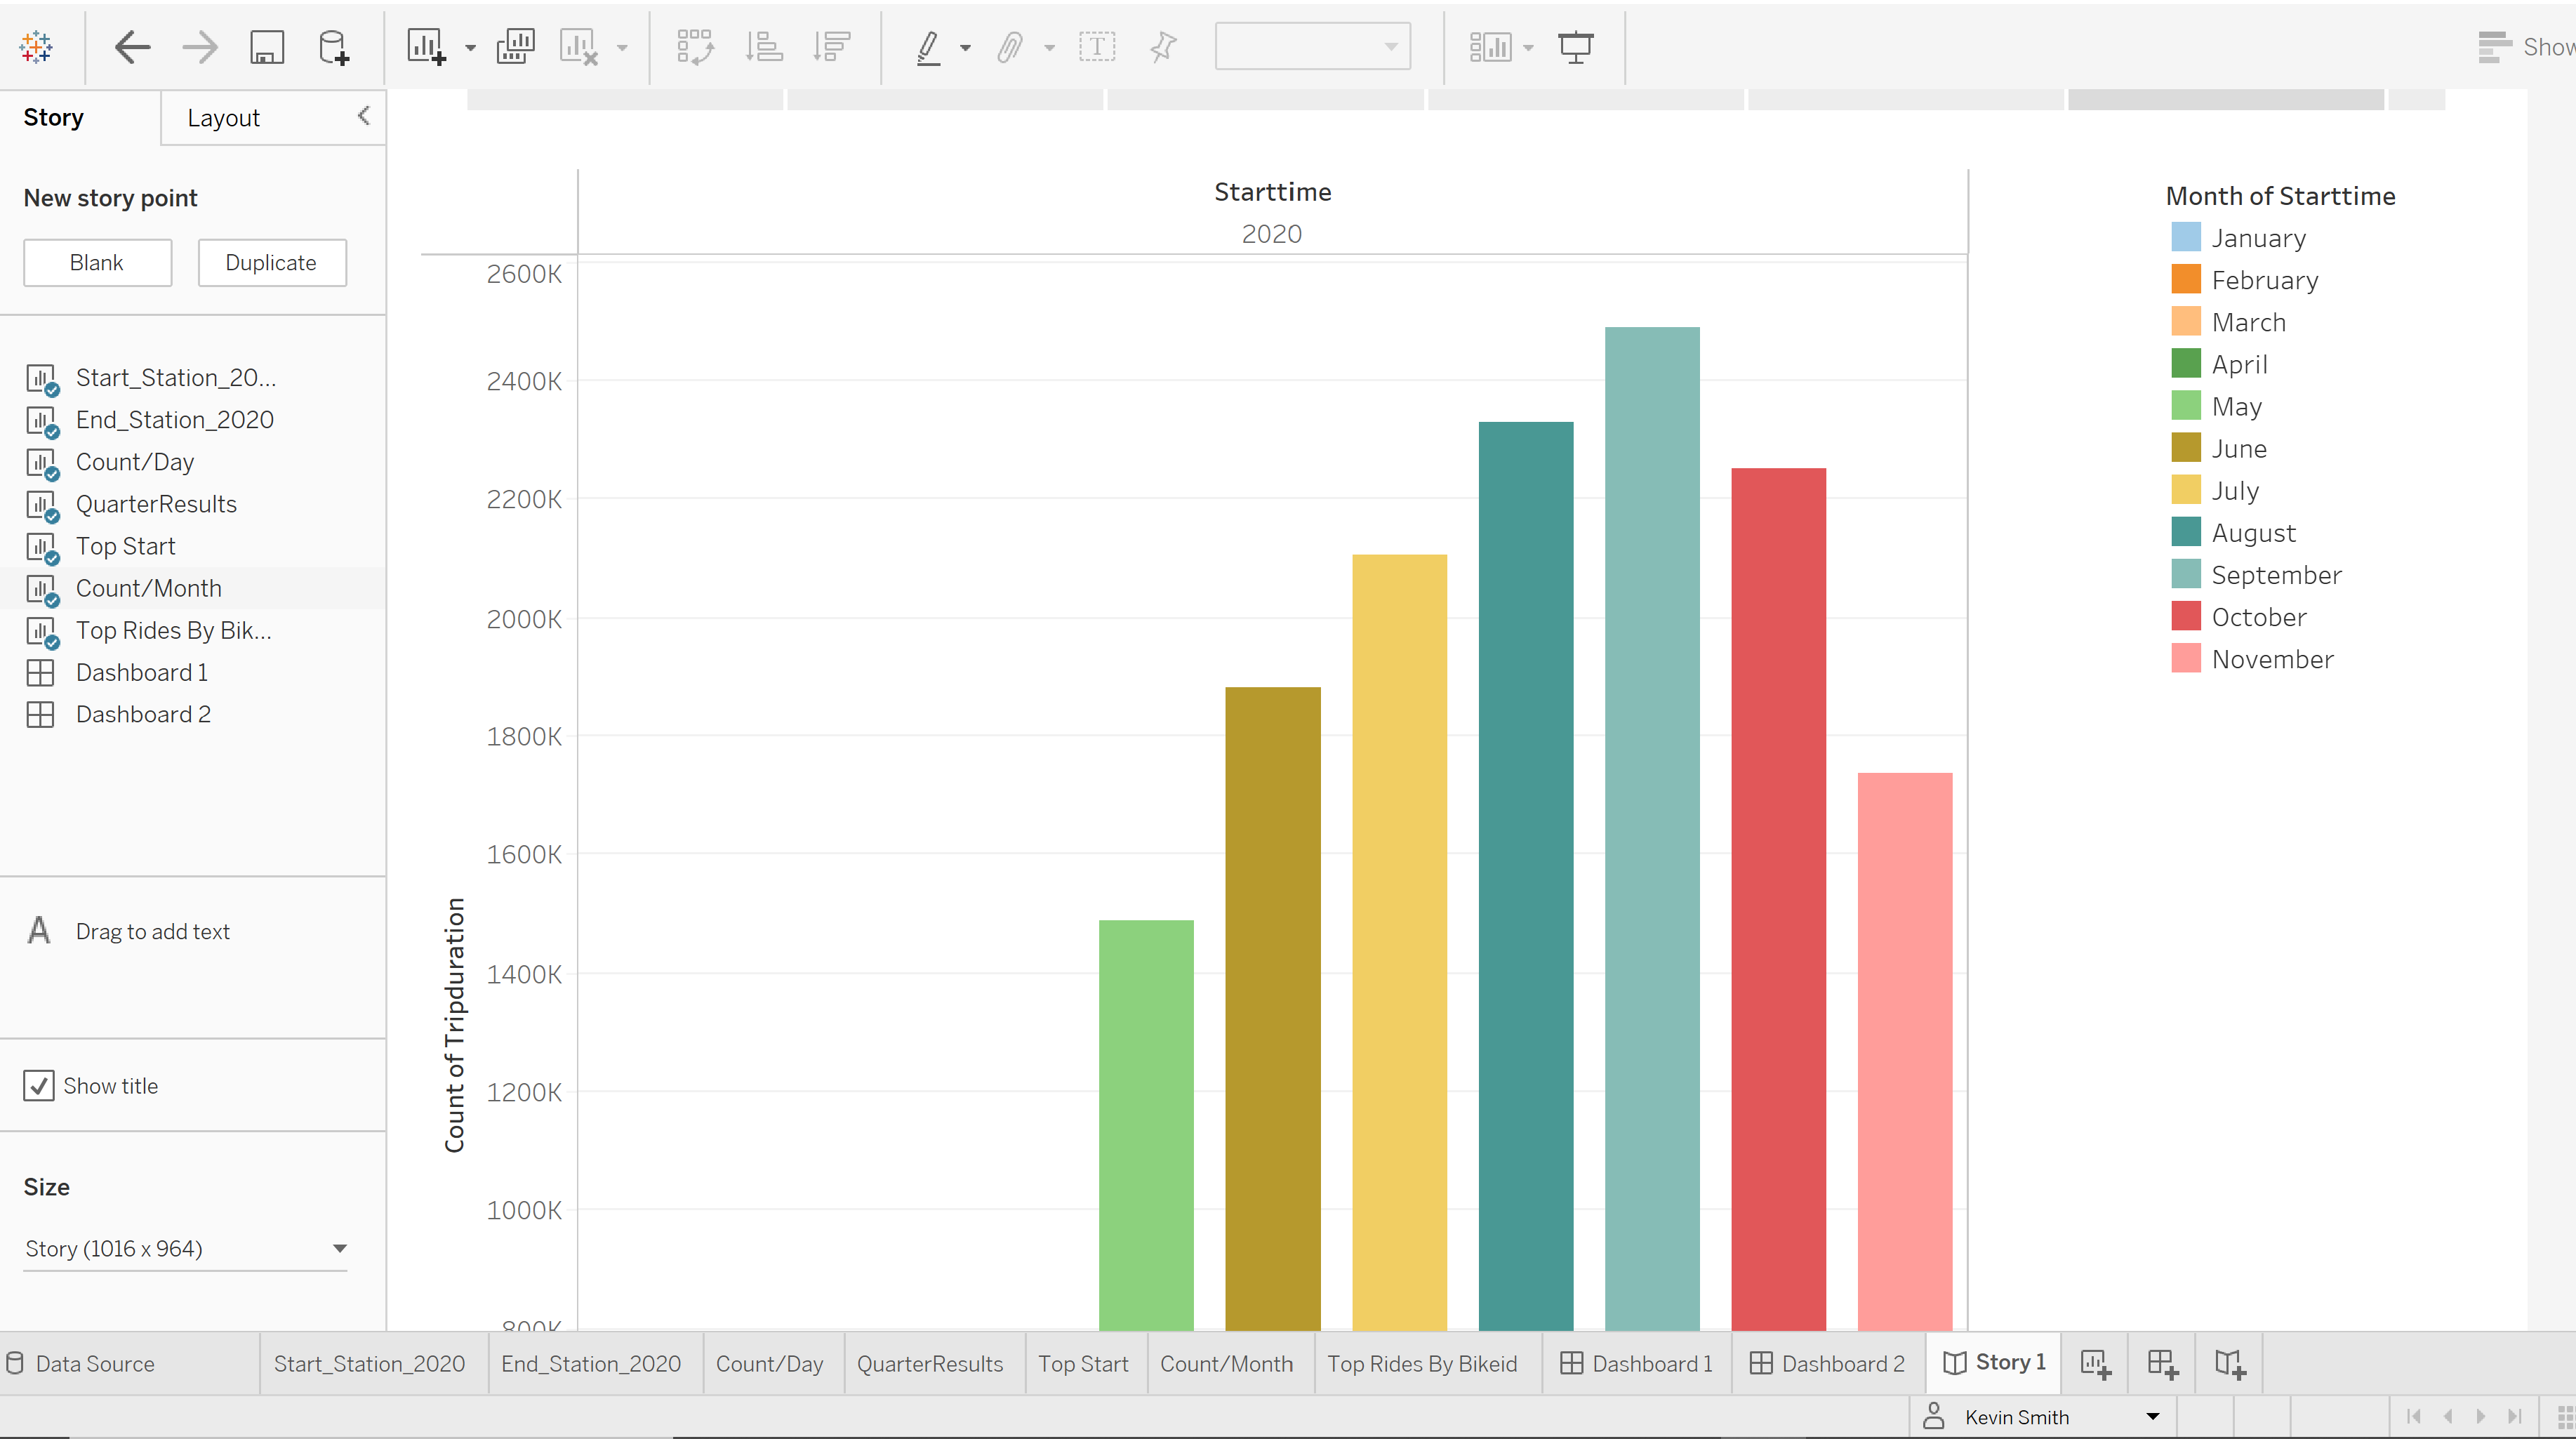 Show
Story
Layout
New story point
Blank
Duplicate
Start_Station_20...
End_Station_2020
Count/Day
QuarterResults
Top Start
Count/Month
Top Rides By Bik...
Dashboard 1
Dashboard 2
A
Drag to add text
Show title
Size
Story (1016 x 964)
Starttime
2020
2600K
2400K
2200K
2000K
1800K
1600K
1400K
1200K
1000K
800K
Count of Tripduration
Month of Starttime
January
February
March
April
May
June
July
August
September
October
November
Data Source
Start_Station_2020
End_Station_2020
Count/Day
QuarterResults
Top Start
Count/Month
Top Rides By Bikeid
Dashboard 1
Dashboard 2
Story 1
Kevin Smith